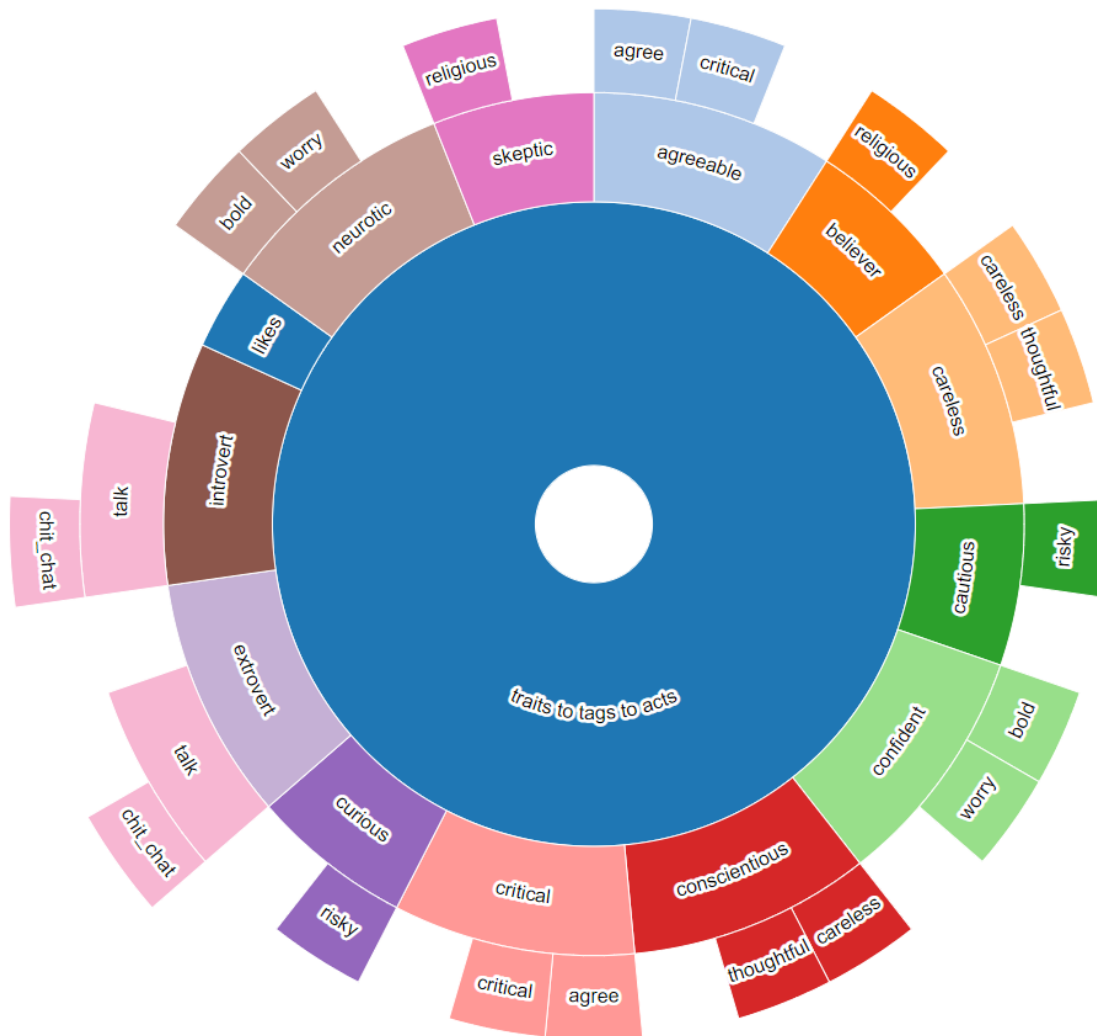 agree
critical
agreeable
religious
believer
careless
thoughtful
careless
risky
cautious
bold
worry
confident
careless
thoughtful
conscientious
agree
critical
critical
risky
curious
chit_chat
talk
extrovert
chit_chat
talk
introvert
likes
bold
worry
neurotic
religious
skeptic
traits to tags to acts